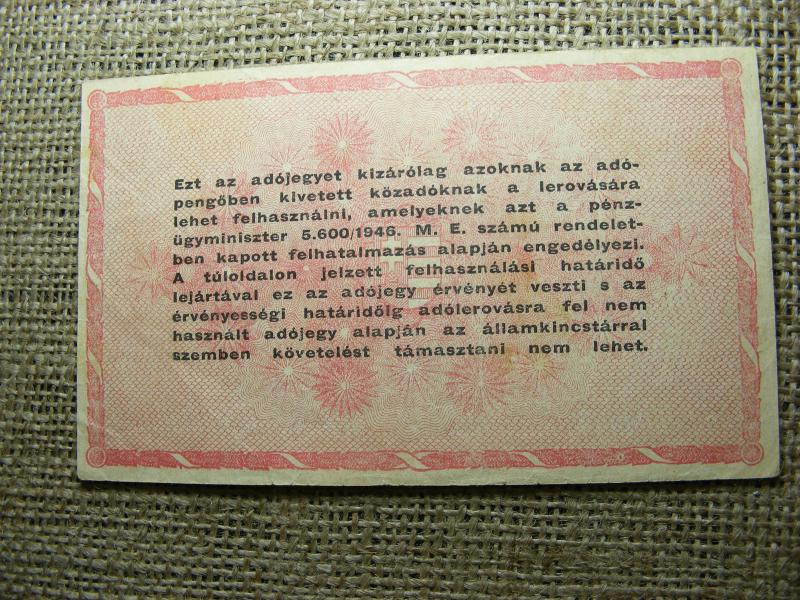 Ezt az adójegyet kizárólag azoknak az adó-
pengőben kivetett közadóknak a lerovására
lehet felhasználni, amelyeknek azt a pénz-
ügyminiszter 5.600/1946. M. E. számú rendelet-
ben kapott felhatalmazás alapján engedélyezi.
A túloldalon jelzett felhasználási határidő
lejártával ez az adójegy érvényét veszti s az
érvényességi határidőig adólerovásra fel nem
használt adójegy alapján az államkincstárral
szemben követelést támasztani nem lehet.